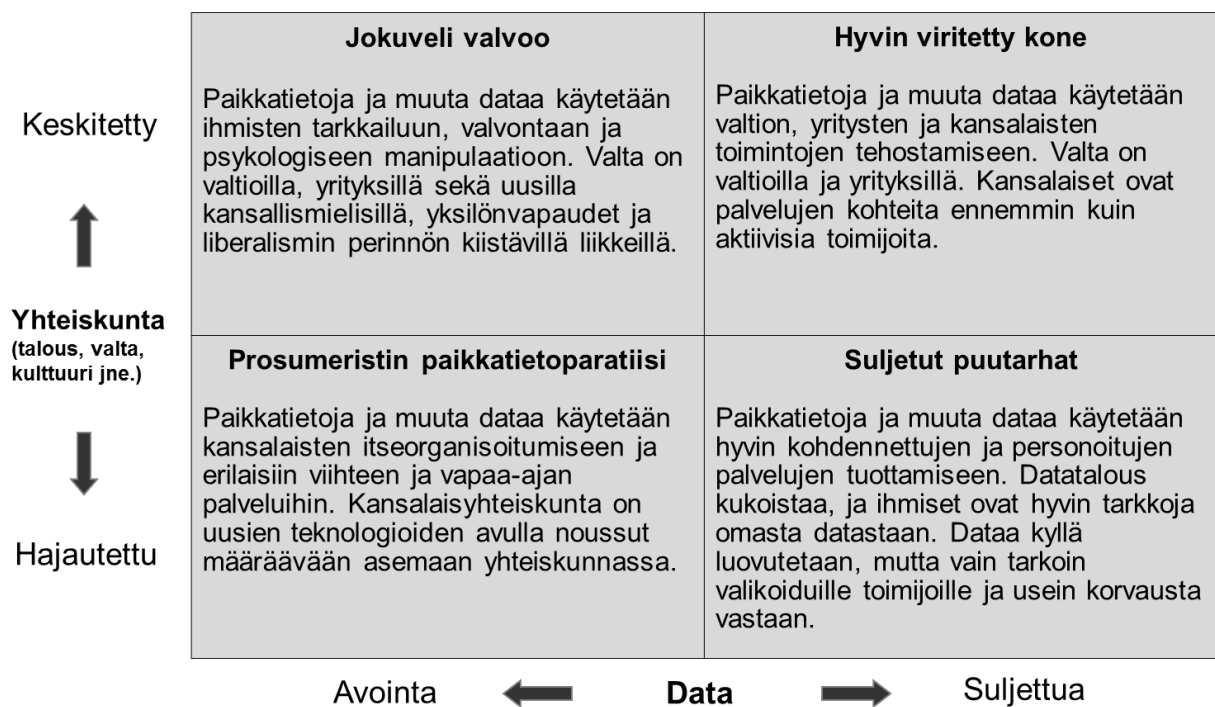 Keskitetty
Yhteiskunta
(talous, valta,
kulttuuri jne.)
Hajautettu
Jokuveli valvoo
Paikkatietoja ja muuta dataa käytetään
ihmisten tarkkailuun, valvontaan ja
psykologiseen manipulaatioon. Valta on
valtioilla, yrityksillä sekä uusilla
kansallismielisillä, yksilönvapaudet ja
liberalismin perinnön kiistävillä liikkeillä.
Hyvin viritetty kone
Paikkatietoja ja muuta dataa käytetään
valtion, yritysten ja kansalaisten
toimintojen tehostamiseen. Valta on
valtioilla ja yrityksillä. Kansalaiset ovat
palvelujen kohteita ennemmin kuin
aktiivisia toimijoita.
Prosumeristin paikkatietoparatiisi
Paikkatietoja ja muuta dataa käytetään
kansalaisten itseorganisoitumiseen ja
erilaisiin viihteen ja vapaa-ajan
palveluihin. Kansalaisyhteiskunta on
uusien teknologioiden avulla noussut
määräävään asemaan yhteiskunnassa.
Suljetut puutarhat
Paikkatietoja ja muuta dataa käytetään
hyvin kohdennettujen ja personoitujen
palvelujen tuottamiseen. Datatalous
kukoistaa, ja ihmiset ovat hyvin tarkkoja
omasta datastaan. Dataa kyllä
luovutetaan, mutta vain tarkoin
valikoiduille toimijoille ja usein korvausta
vastaan.
Avointa Data Suljettua